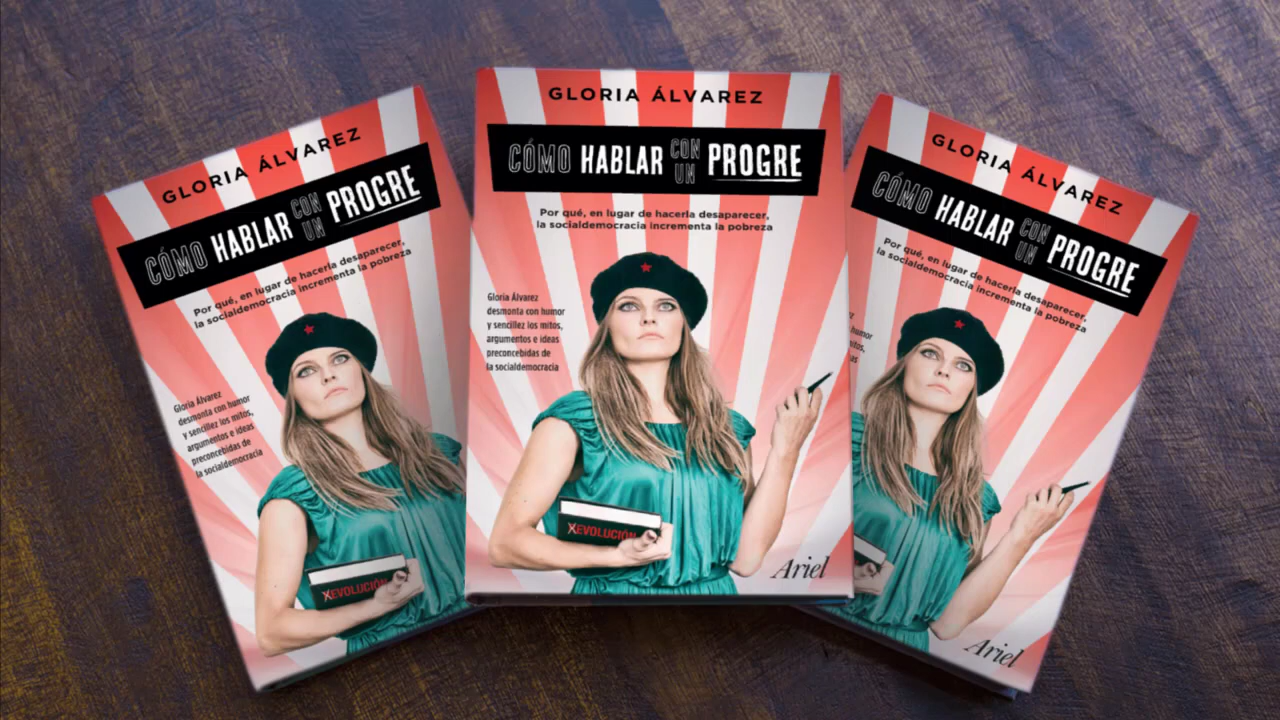 GLORIA ÁLVAREZ
CÓMO HABLAR CON UN PROGRE
Por qué, en lugar de hacerla desaparecer,
la socialdemocracia incrementa la pobreza
Gloria Álvarez
desmonta con humor
y sencillez los mitos,
argumentos e ideas
preconcebidas de
la socialdemocracia
XEVOLUCIÓN
GLORIA ÁLVAREZ
CÓMO HABLAR CON UN PROGRE
Por qué, en lugar de hacerla desaparecer,
la socialdemocracia incrementa la pobreza
Gloria Álvarez
desmonta con humor
y sencillez los mitos,
argumentos e ideas
preconcebidas de
la socialdemocracia
XEVOLUCIÓN
Ariel
GLORIA ÁLVAREZ
CÓMO HABLAR CON UN PROGRE
Por qué, en lugar de hacerla desaparecer,
la socialdemocracia incrementa la pobreza
humor
Ariel